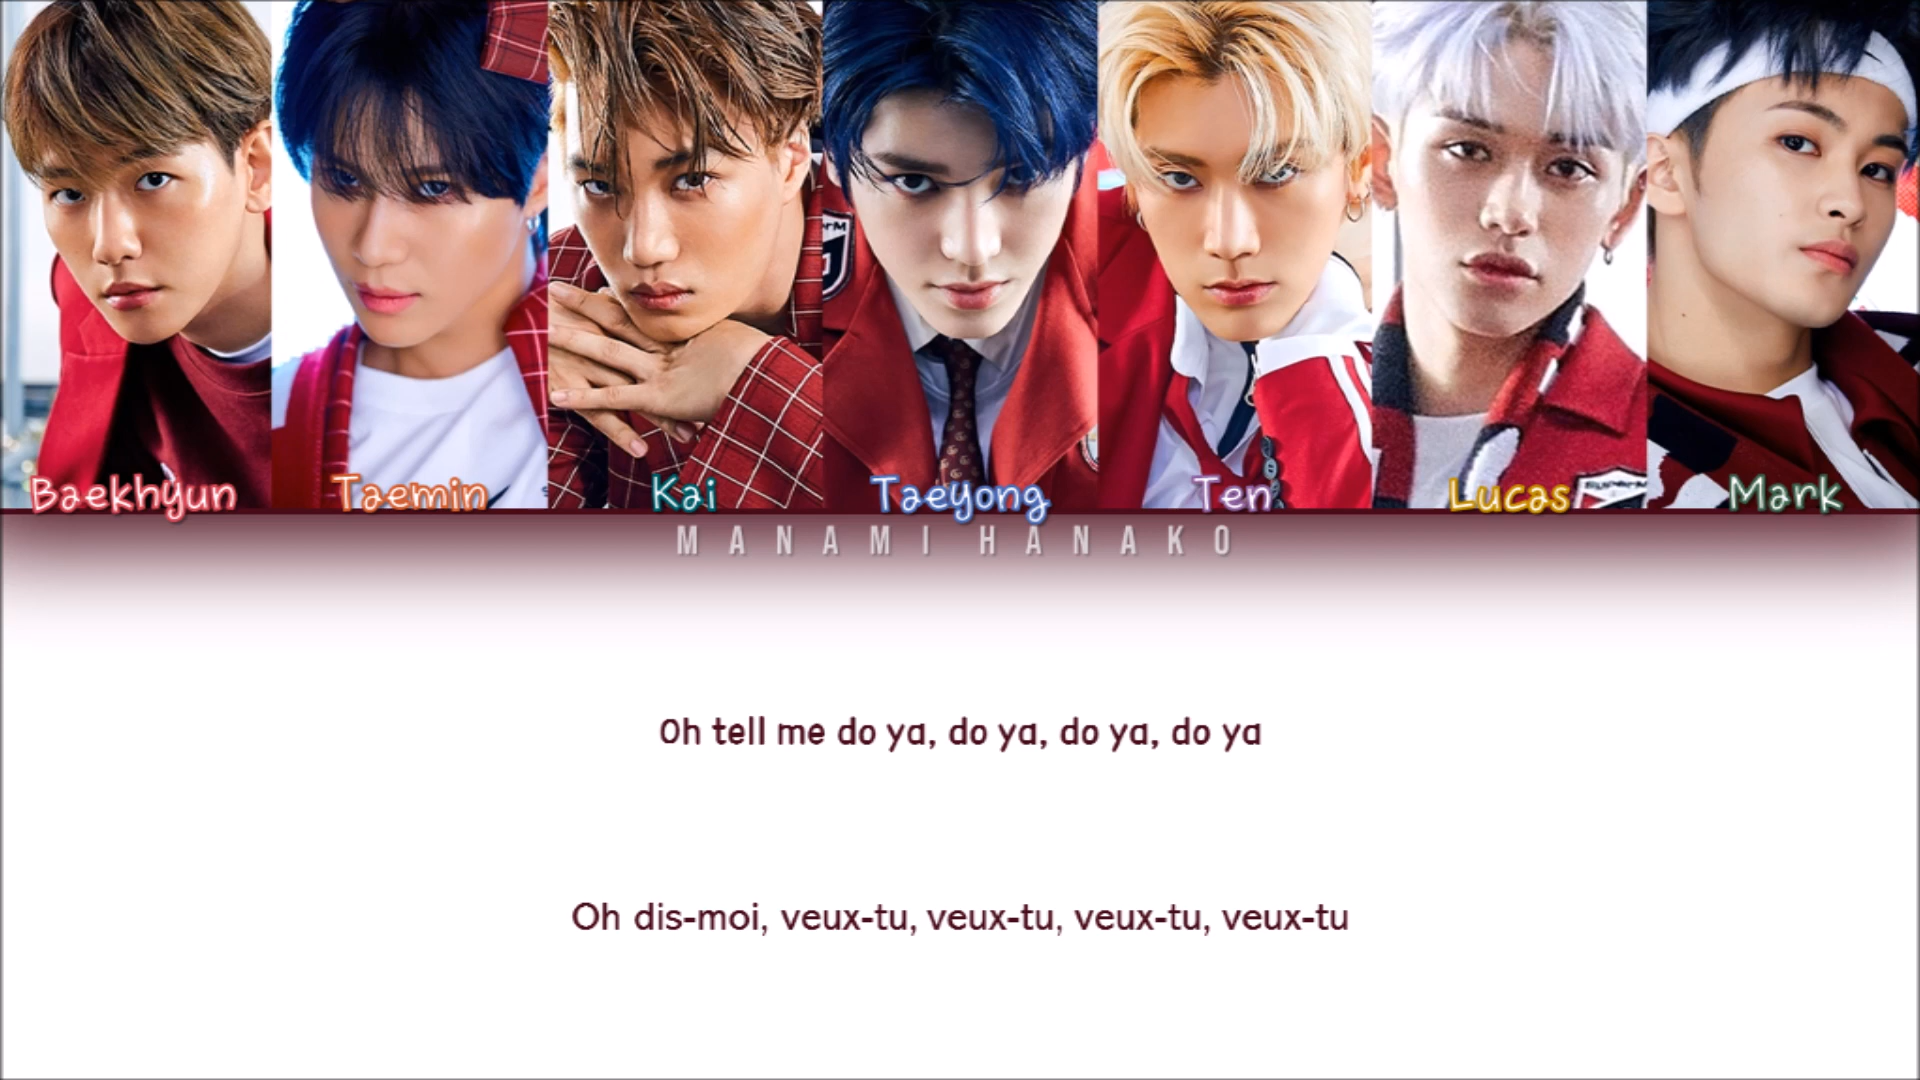 Baekhyun Taemin Kai Taeyong Ten Lucas Mark
MANAMI HANAKO
Oh tell me do ya, do ya, do ya, do ya
Oh dis-moi, veux-tu, veux-tu, veux-tu, veux-tu